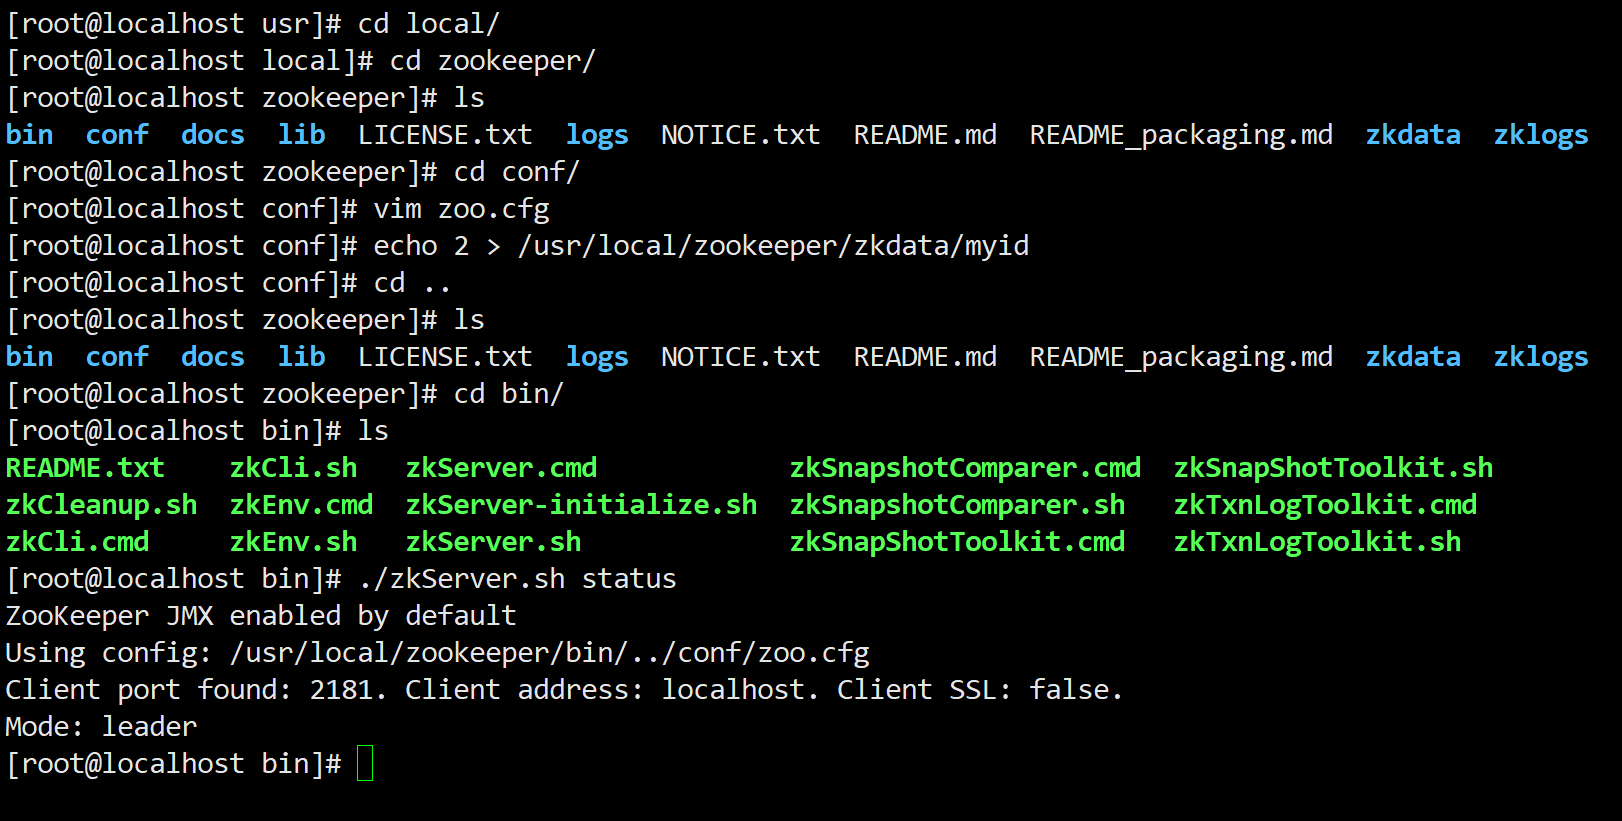 [root@localhost usr]# cd local/
[root@localhost local]# cd zookeeper/
[root@localhost zookeeper]# ls
bin  conf  docs  lib  LICENSE.txt  logs  NOTICE.txt  README.md  README_packaging.md  zkdata  zklogs
[root@localhost zookeeper]# cd conf/
[root@localhost conf]# vim zoo.cfg
[root@localhost conf]# echo 2 > /usr/local/zookeeper/zkdata/myid
[root@localhost conf]# cd ..
[root@localhost zookeeper]# ls
bin  conf  docs  lib  LICENSE.txt  logs  NOTICE.txt  README.md  README_packaging.md  zkdata  zklogs
[root@localhost zookeeper]# cd bin/
[root@localhost bin]# ls
README.txt    zkCli.sh   zkServer.cmd            zkSnapshotComparer.cmd  zkSnapShotToolkit.sh
zkCleanup.sh  zkEnv.cmd  zkServer-initialize.sh  zkSnapshotComparer.sh   zkTxnLogToolkit.cmd
zkCli.cmd     zkEnv.sh   zkServer.sh             zkSnapShotToolkit.cmd   zkTxnLogToolkit.sh
[root@localhost bin]# ./zkServer.sh status
ZooKeeper JMX enabled by default
Using config: /usr/local/zookeeper/bin/../conf/zoo.cfg
Client port found: 2181. Client address: localhost. Client SSL: false.
Mode: leader
[root@localhost bin]#